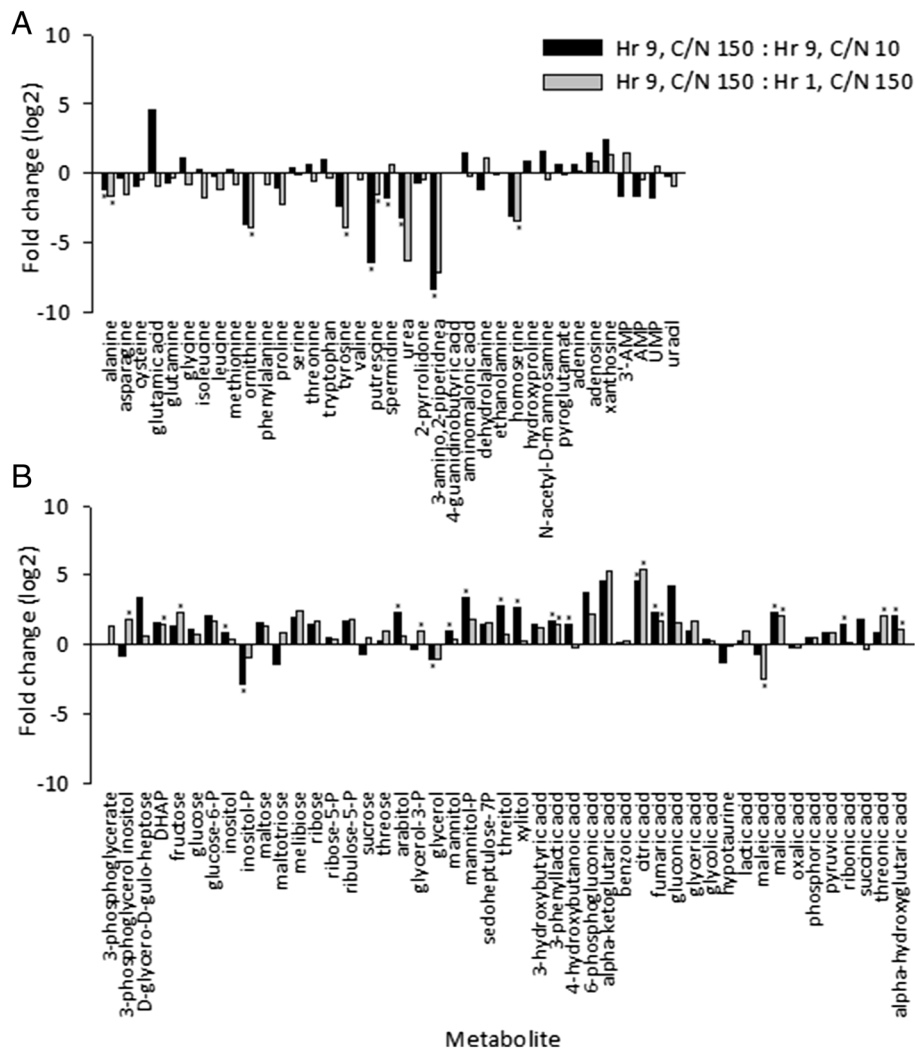 A
Hr 9, C/N 150 : Hr 9, C/N 10
Hr 9, C/N 150 : Hr 1, C/N 150
Fold change (log2)
10
5
0
-5
-10
alanine
asparagine
cysteine
glutamic acid
glutamine
glycine
isoleucine
leucine
methionine
ornithine
phenylalanine
proline
serine
threonine
tryptophan
tyrosine
valine
putrescine
spermidine
urea
2-pyrrolidone
3-amino,2-piperidnea
4-guanidinobutyric acid
aminomalonic acid
dehydrolalanine
ethanolamine
homserine
hydroxyproline
N-acetyl-D-mannosamine
pyroglutamate
adenine
adenosine
xanthosine
3'-AMP
AMP
UMP
uradil
B
Fold change (log2)
10
5
0
-5
-10
3-phosphoglycerate
3-phosphoglycerol inositol
D-glycero-D-gulo-heptose
DHAP
fructose
glucose
glucose-6-P
inositol
inositol-P
maltose
maltotriose
melibiose
ribose
ribose-5-P
ribulose-5-P
sucrose
threose
arabitol
glycerol-3-P
glycerol
mannitol
mannitol-P
sedoheptulose-7P
threitol
xylitol
3-hydroxybutyric acid
3-phenyllactic acid
4-hydroxybutanoic acid
6-phosphogluconic acid
alpha-ketoglutaric acid
benzoic acid
citric acid
fumaric acid
gluconic acid
glyceric acid
glycolic acid
hypotaurine
lactic acid
maleic acid
malic acid
oxalic acid
phosphoric acid
pyruvic acid
ribonic acid
succinic acid
threonic acid
alpha-hydroxyglutaric acid
Metabolite